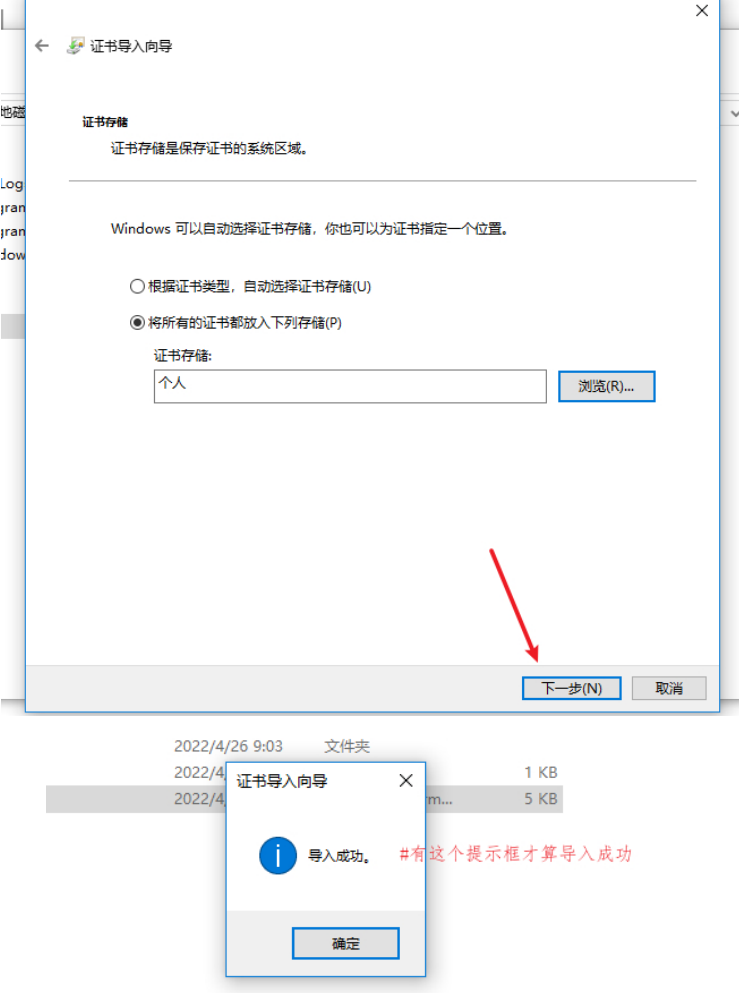 证书导入向导
地磁
证书存储
证书存储是保存证书的系统区域。
Log
gran
Windows 可以自动选择证书存储，你也可以为证书指定一个位置。
gran
dow
根据证书类型，自动选择证书存储(U)
将所有的证书都放入下列存储(P)
证书存储:
个人
浏览(R)...
下一步(N) 取消
2022/4/26 9:03 文件夹
2022/4 1 KB
证书导入向导
2022/4 m... 5 KB
导入成功。 #有这个提示框才算导入成功
确定